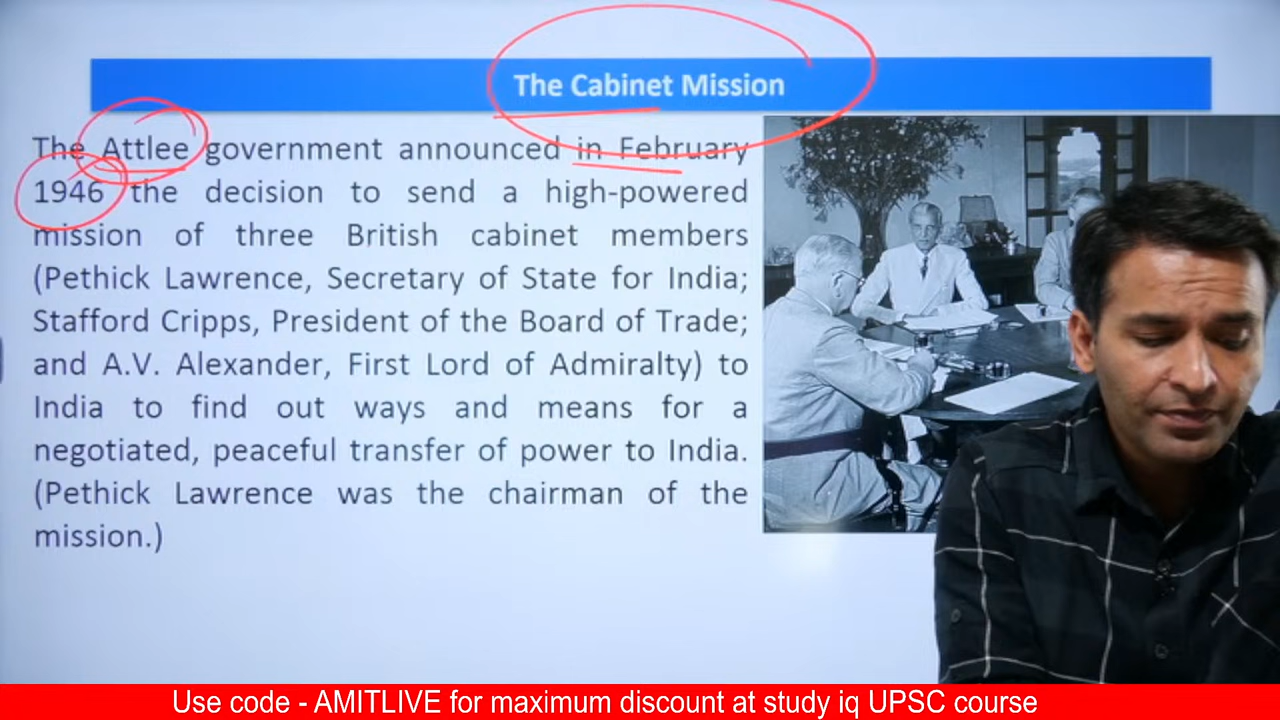 The Cabinet Mission
The Attlee government announced in February
1946 the decision to send a high-powered
mission of three British cabinet members
(Pethick Lawrence, Secretary of State for India;
Stafford Cripps, President of the Board of Trade;
and A.V. Alexander, First Lord of Admiralty) to
India to find out ways and means for a
negotiated, peaceful transfer of power to India.
(Pethick Lawrence was the chairman of the
mission.)
Use code - AMITLIVE for maximum discount at study iq UPSC course